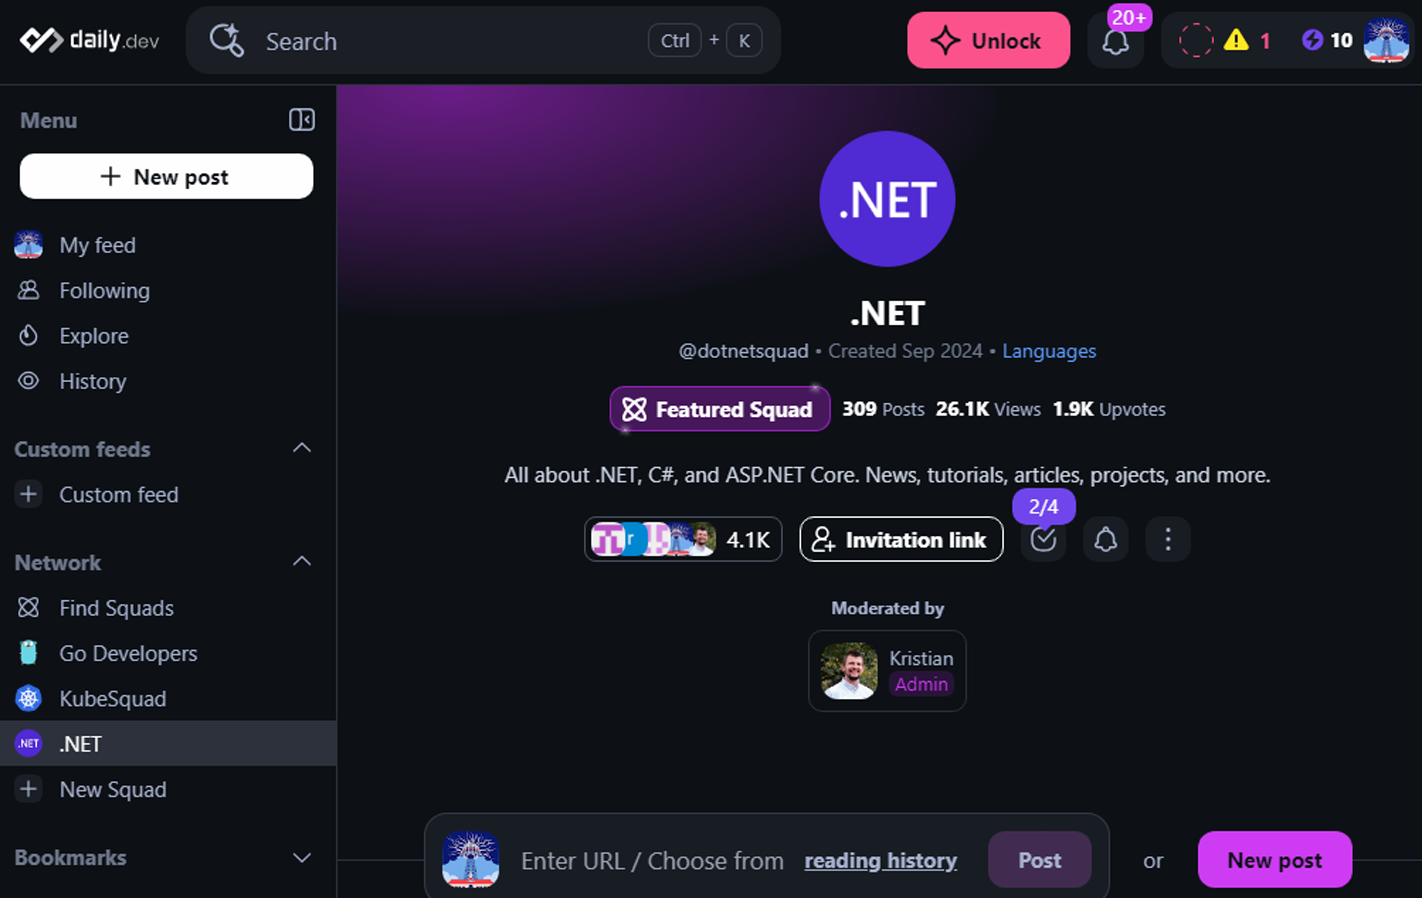 daily.dev
Search
Ctrl + K
Unlock
20+
1
10
Menu
New post
My feed
Following
Explore
History
Custom feeds
Custom feed
Network
Find Squads
Go Developers
KubeSquad
.NET
.NET
New Squad
Bookmarks
.NET
.NET
@dotnetsquad • Created Sep 2024 • Languages
Featured Squad 309 Posts 26.1K Views 1.9K Upvotes
All about .NET, C#, and ASP.NET Core. News, tutorials, articles, projects, and more.
2/4
r 4.1K Invitation link
Moderated by
Kristian
Admin
Enter URL / Choose from reading history Post or New post